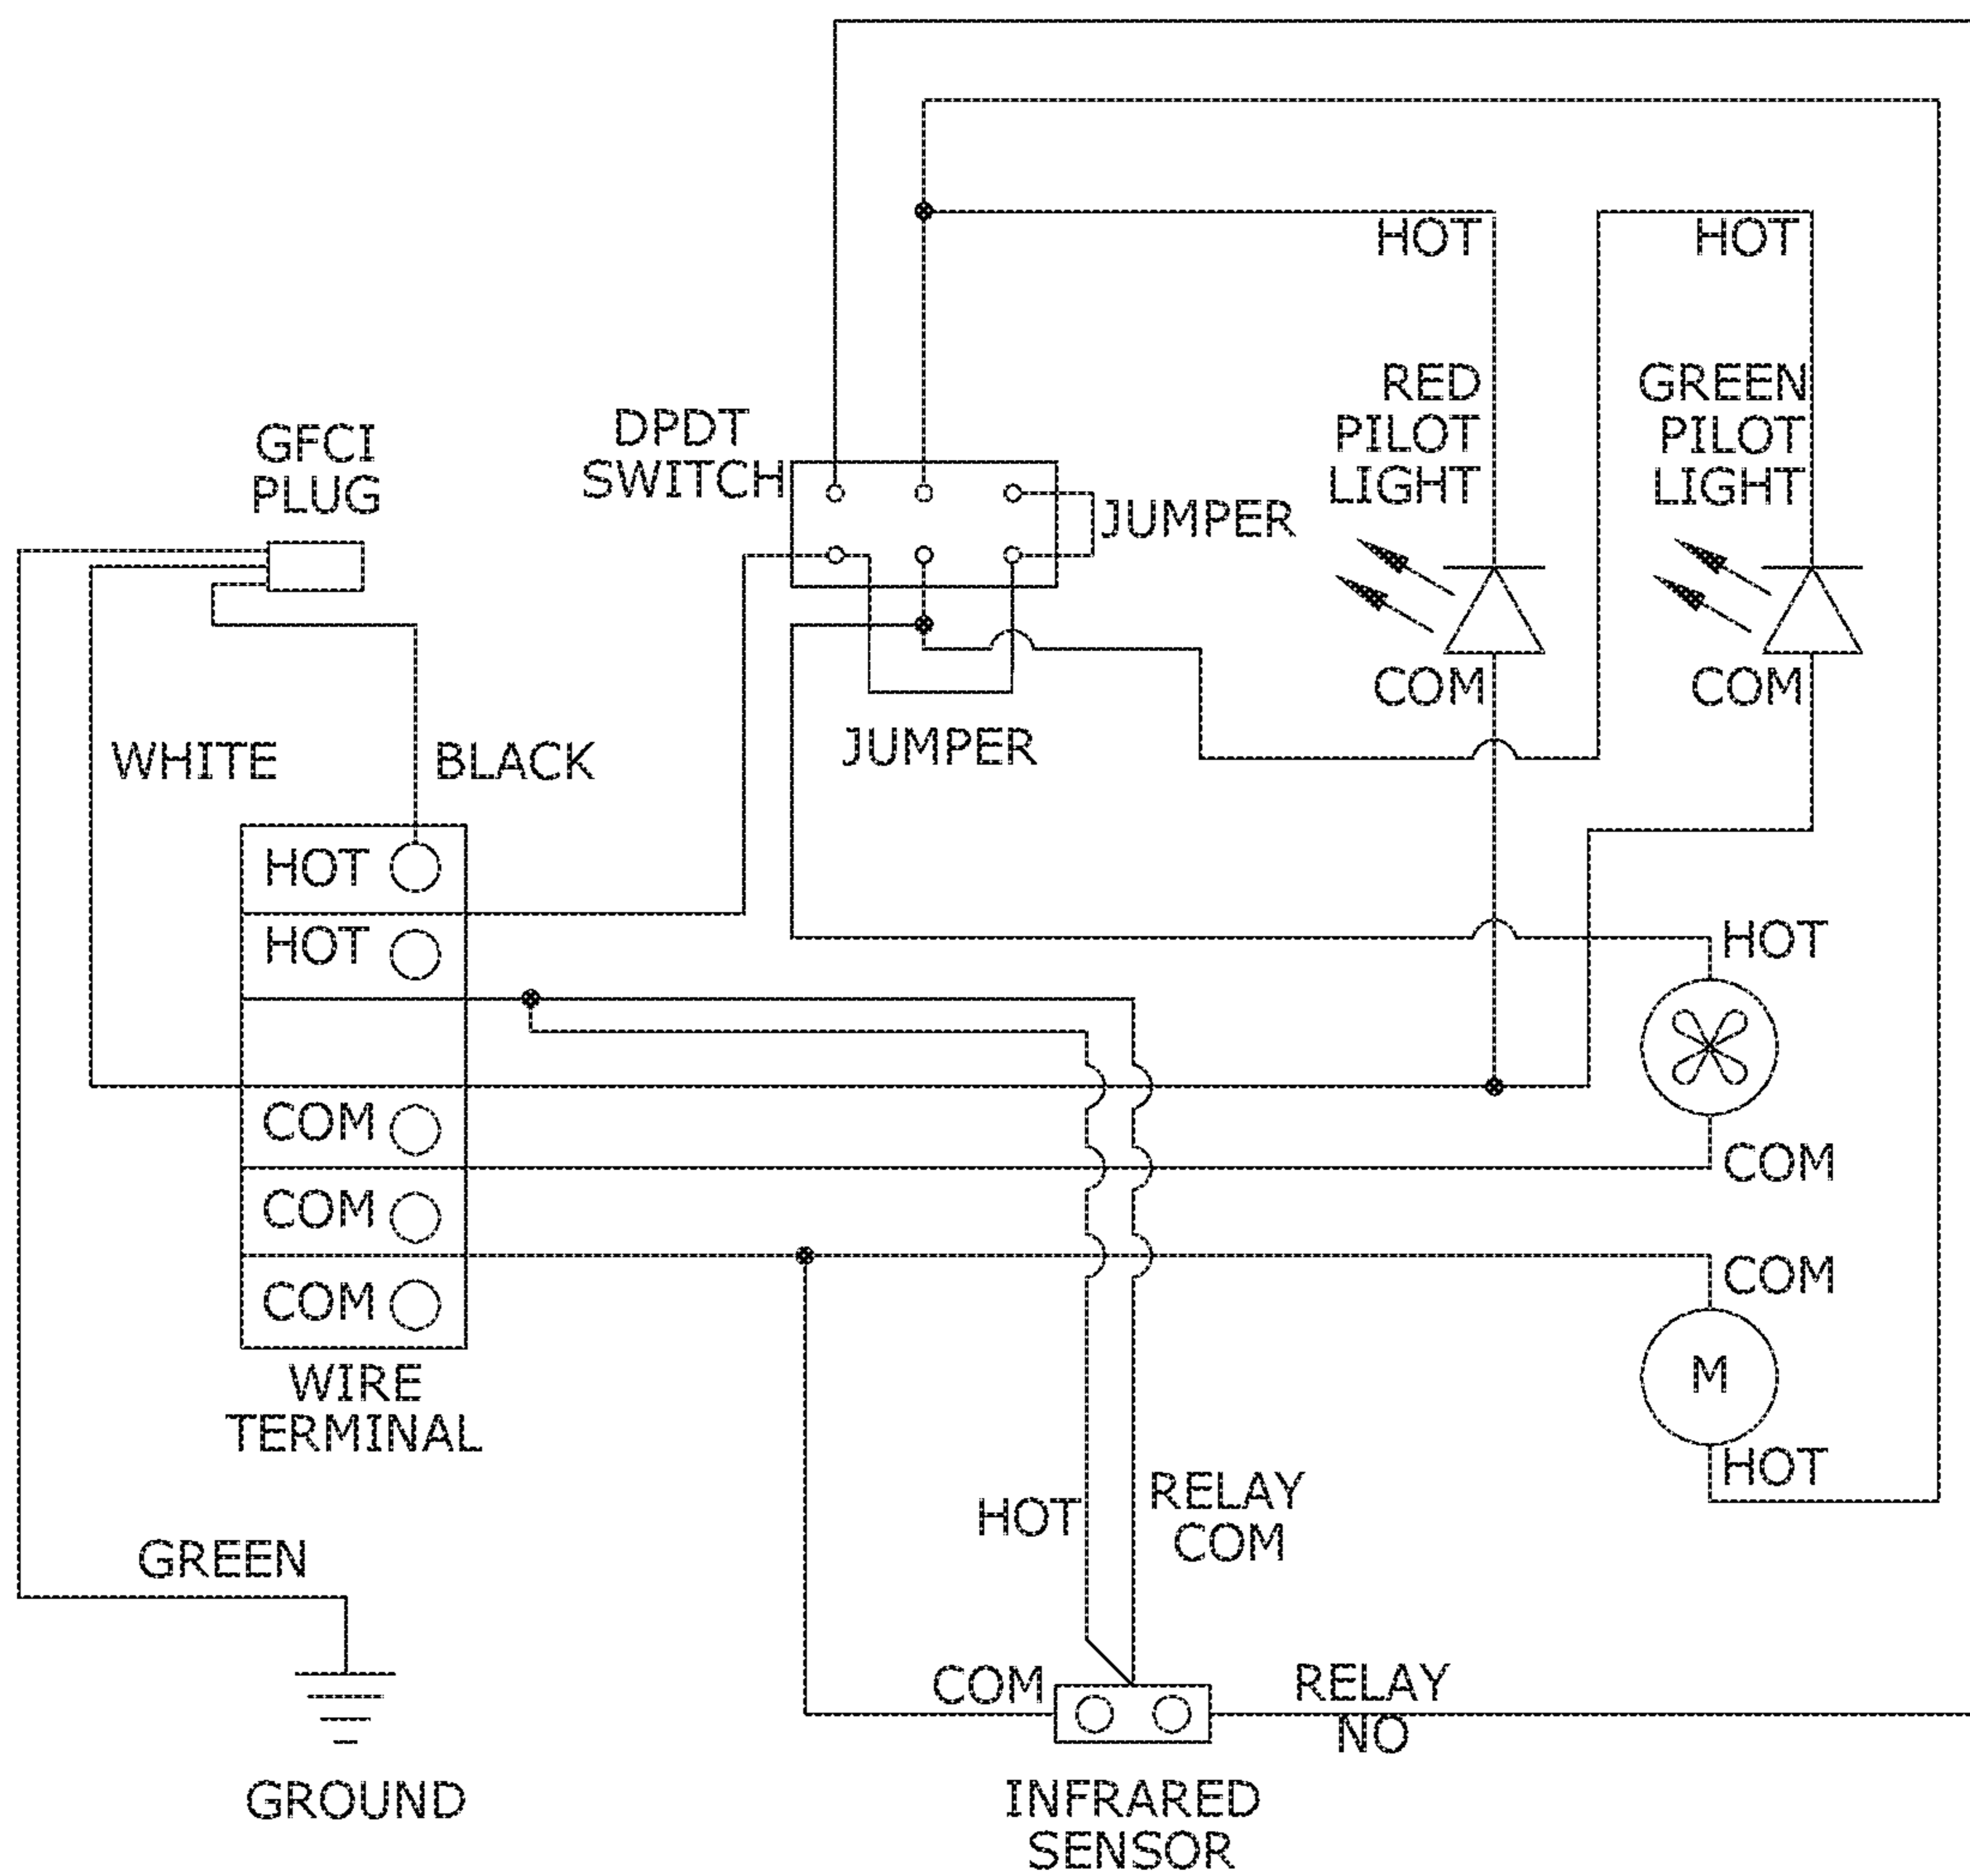 HOT
HOT
RED
PILOT
LIGHT
GREEN
PILOT
LIGHT
DPDT
SWITCH
GFCI
PLUG
JUMPER
COM
COM
JUMPER
WHITE
BLACK
HOT
HOT
HOT
COM
COM
COM
COM
COM
WIRE
TERMINAL
M
HOT
RELAY
COM
HOT
GREEN
COM
RELAY
NO
GROUND
INFRARED
SENSOR